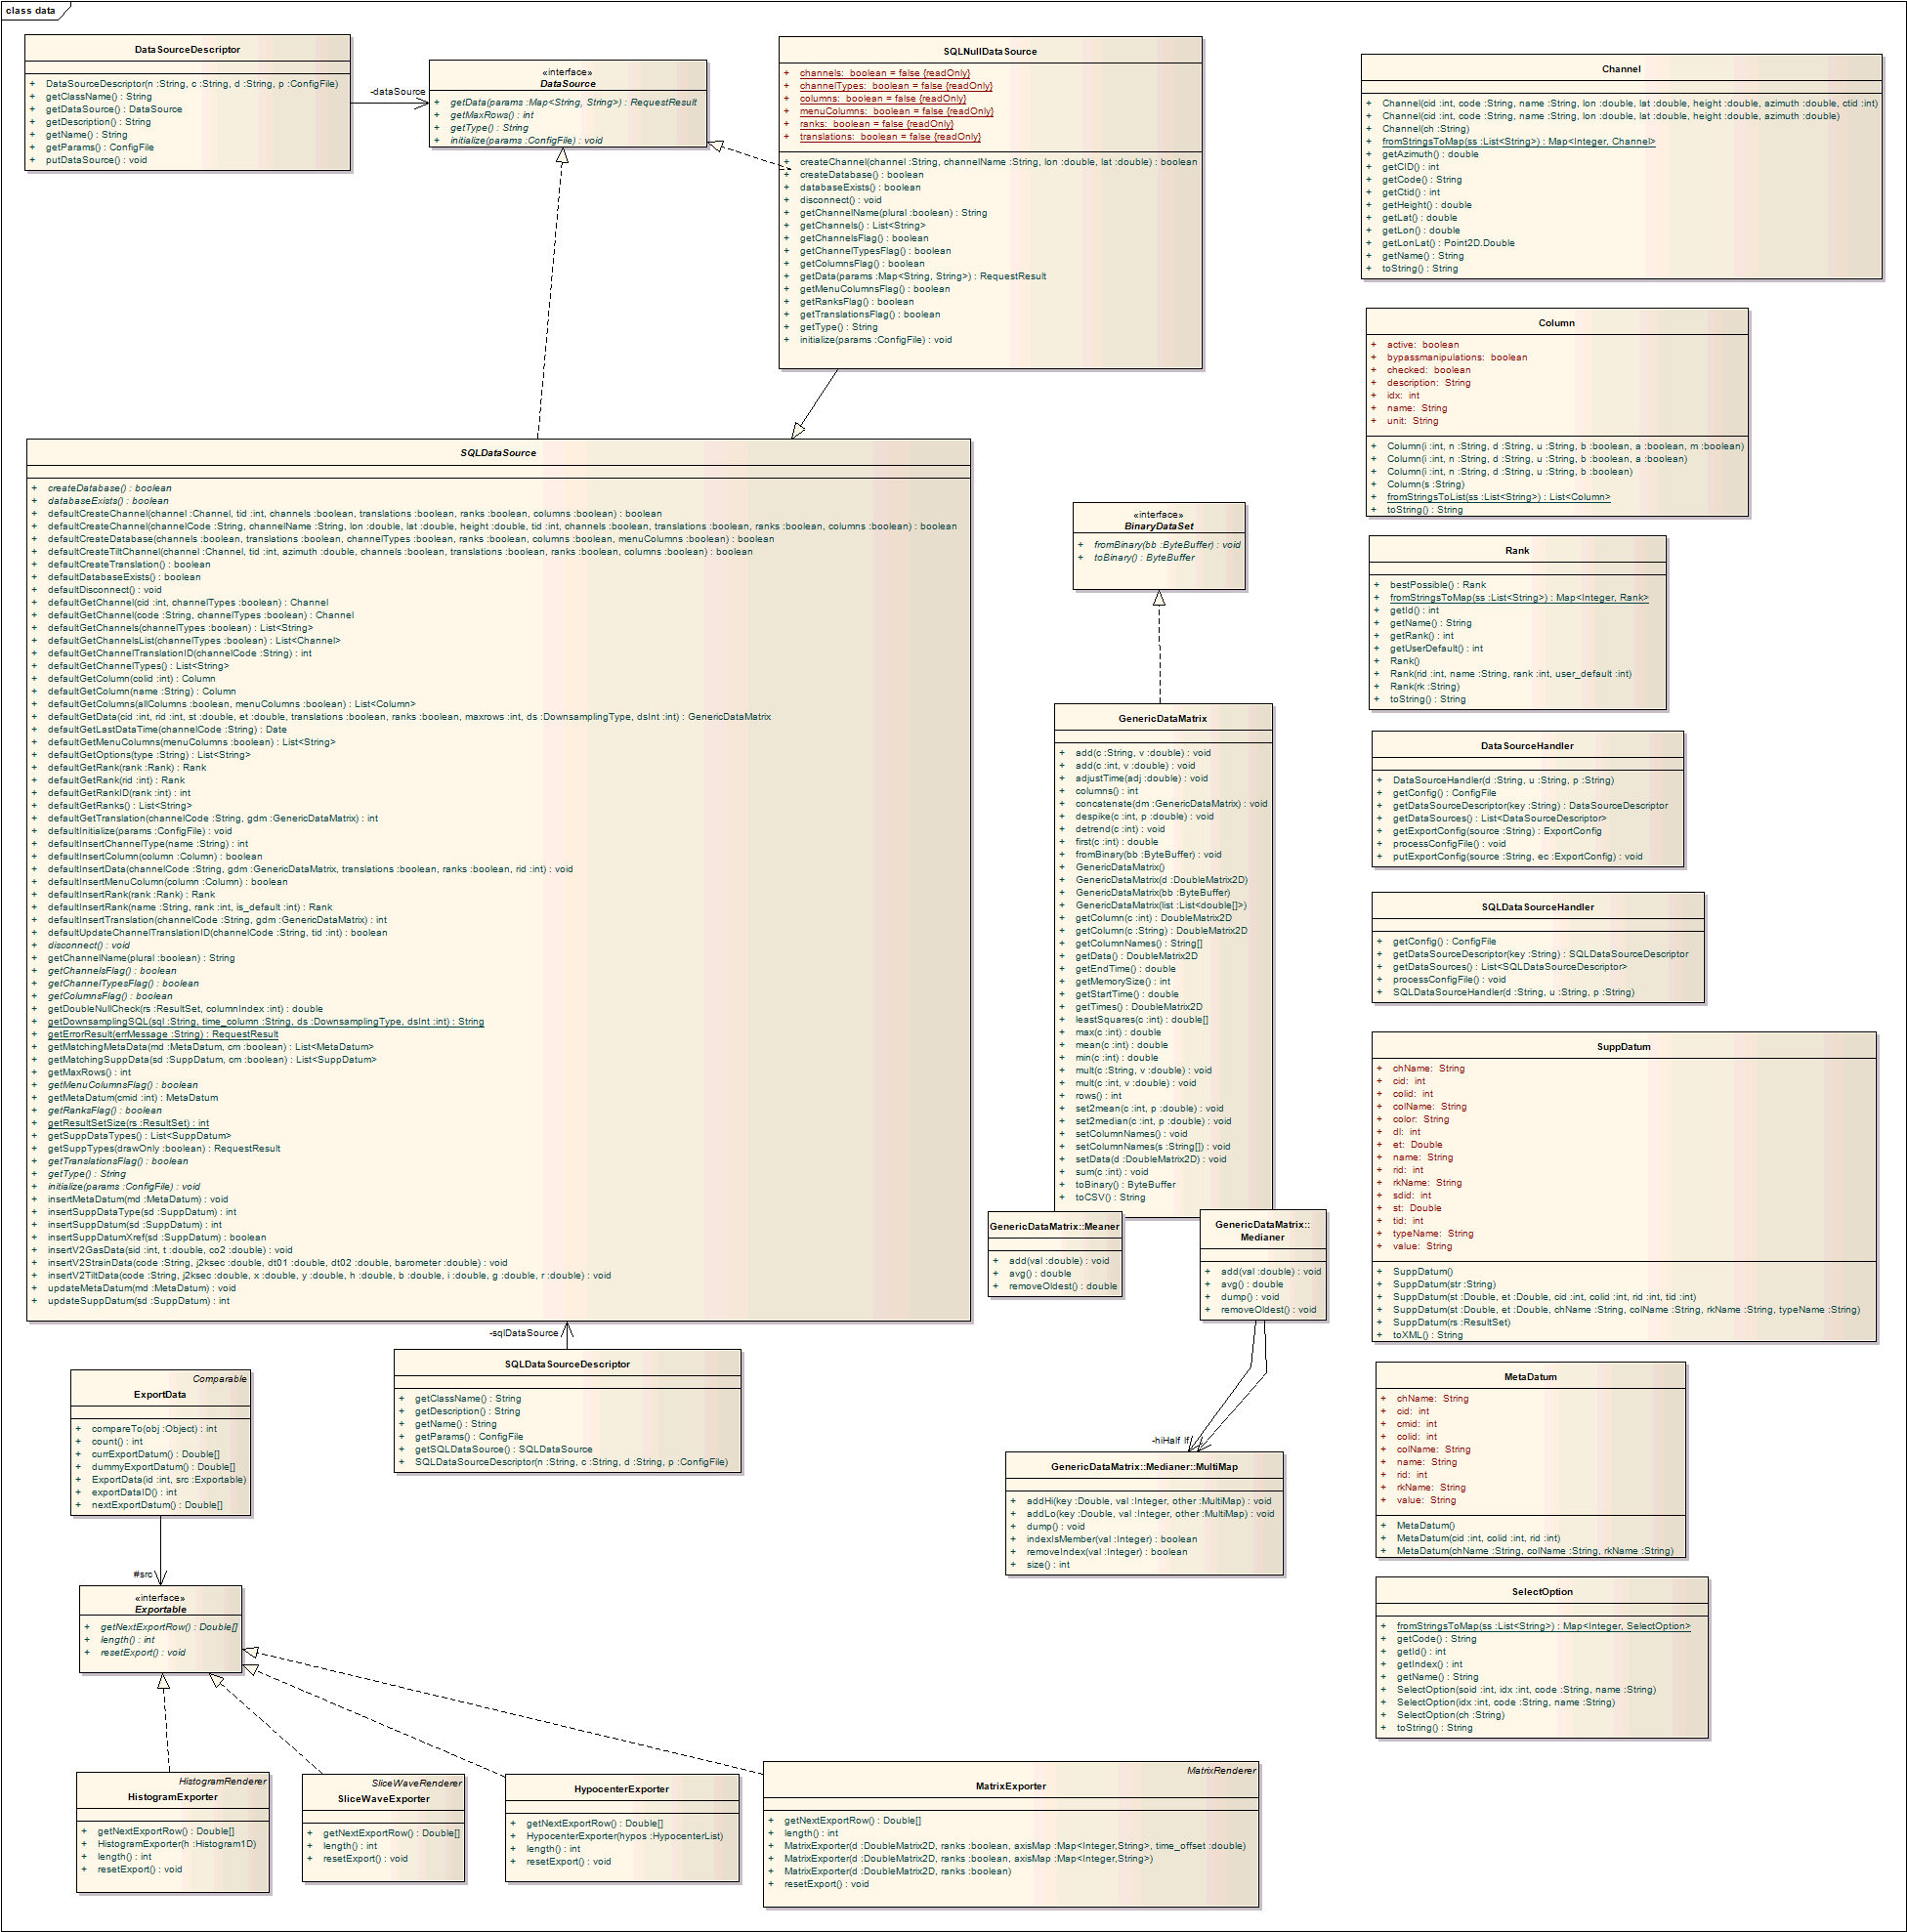 class data
DataSourceDescriptor
+ DataSourceDescriptor(n :String, c :String, d :String, p :ConfigFile)
+ getClassName() : String
+ getDataSource() : DataSource
+ getDescription() : String
+ getName() : String
+ getParams() : ConfigFile
+ putDataSource() : void
-dataSource
«interface»
DataSource
+ getData(params :Map<String, String>) : RequestResult
+ getMaxRows() : int
+ getType() : String
+ initialize(params :ConfigFile) : void
SQLNullDataSource
+ channels: boolean = false {readOnly}
+ channelTypes: boolean = false {readOnly}
+ columns: boolean = false {readOnly}
+ menuColumns: boolean = false {readOnly}
+ ranks: boolean = false {readOnly}
+ translations: boolean = false {readOnly}
+ createChannel(channel :String, channelName :String, lon :double, lat :double) : boolean
+ createDatabase() : boolean
+ databaseExists() : boolean
+ disconnect() : void
+ getChannelName(plural :boolean) : String
+ getChannels() : List<String>
+ getChannelsFlag() : boolean
+ getChannelTypesFlag() : boolean
+ getColumnsFlag() : boolean
+ getData(params :Map<String, String>) : RequestResult
+ getMenuColumnsFlag() : boolean
+ getRanksFlag() : boolean
+ getTranslationsFlag() : boolean
+ getType() : String
+ initialize(params :ConfigFile) : void
Channel
+ Channel(cid :int, code :String, name :String, lon :double, lat :double, height :double, azimuth :double, ctid :int)
+ Channel(cid :int, code :String, name :String, lon :double, lat :double, height :double, azimuth :double)
+ Channel(ch :String)
+ fromStringsToMap(ss :List<String>) : Map<Integer, Channel>
+ getAzimuth() : double
+ getCID() : int
+ getCode() : String
+ getCtid() : int
+ getHeight() : double
+ getLat() : double
+ getLon() : double
+ getLonLat() : Point2D.Double
+ getName() : String
+ toString() : String
Column
+ active: boolean
+ bypassmanipulations: boolean
+ checked: boolean
+ description: String
+ idx: int
+ name: String
+ unit: String
+ Column(i :int, n :String, d :String, u :String, b :boolean, a :boolean, m :boolean)
+ Column(i :int, n :String, d :String, u :String, b :boolean, a :boolean)
+ Column(i :int, n :String, d :String, u :String, b :boolean)
+ Column(s :String)
+ fromStringsToList(ss :List<String>) : List<Column>
+ toString() : String
SQLDataSource
+ createDatabase() : boolean
+ databaseExists() : boolean
+ defaultCreateChannel(channel :Channel, tid :int, channels :boolean, translations :boolean, ranks :boolean, columns :boolean) : boolean
+ defaultCreateChannel(channelCode :String, channelName :String, lon :double, lat :double, height :double, tid :int, channels :boolean, translations :boolean, ranks :boolean, columns :boolean) : boolean
+ defaultCreateDatabase(channels :boolean, translations :boolean, channelTypes :boolean, ranks :boolean, columns :boolean, menuColumns :boolean) : boolean
+ defaultCreateTiltChannel(channel :Channel, tid :int, azimuth :double, channels :boolean, translations :boolean, ranks :boolean, columns :boolean) : boolean
+ defaultCreateTranslation() : boolean
+ defaultDatabaseExists() : boolean
+ defaultDisconnect() : void
+ defaultGetChannel(cid :int, channelTypes :boolean) : Channel
+ defaultGetChannel(code :String, channelTypes :boolean) : Channel
+ defaultGetChannels(channelTypes :boolean) : List<String>
+ defaultGetChannelsList(channelTypes :boolean) : List<Channel>
+ defaultGetChannelTranslationID(channelCode :String) : int
+ defaultGetChannelTypes() : List<String>
+ defaultGetColumn(colid :int) : Column
+ defaultGetColumn(name :String) : Column
+ defaultGetColumns(allColumns :boolean, menuColumns :boolean) : List<Column>
+ defaultGetData(cid :int, rid :int, st :double, et :double, translations :boolean, ranks :boolean, maxrows :int, ds :DownsamplingType, dsInt :int) : GenericDataMatrix
+ defaultGetLastDataTime(channelCode :String) : Date
+ defaultGetMenuColumns(menuColumns :boolean) : List<String>
+ defaultGetOptions(type :String) : List<String>
+ defaultGetRank(rank :Rank) : Rank
+ defaultGetRank(rid :int) : Rank
+ defaultGetRankID(rank :int) : int
+ defaultGetRanks() : List<String>
+ defaultGetTranslation(channelCode :String, gdm :GenericDataMatrix) : int
+ defaultInitialize(params :ConfigFile) : void
+ defaultInsertChannelType(name :String) : int
+ defaultInsertColumn(column :Column) : boolean
+ defaultInsertData(channelCode :String, gdm :GenericDataMatrix, translations :boolean, ranks :boolean, rid :int) : void
+ defaultInsertMenuColumn(column :Column) : boolean
+ defaultInsertRank(rank :Rank) : Rank
+ defaultInsertRank(name :String, rank :int, is_default :int) : Rank
+ defaultInsertTranslation(channelCode :String, gdm :GenericDataMatrix) : int
+ defaultUpdateChannelTranslationID(channelCode :String, tid :int) : boolean
+ disconnect() : void
+ getChannelName(plural :boolean) : String
+ getChannelsFlag() : boolean
+ getChannelTypesFlag() : boolean
+ getColumnsFlag() : boolean
+ getDoubleNullCheck(rs :ResultSet, columnIndex :int) : double
+ getDownsamplingSQL(sql :String, time_column :String, ds :DownsamplingType, dsInt :int) : String
+ getErrorResult(errMessage :String) : RequestResult
+ getMatchingMetaData(md :MetaDatum, cm :boolean) : List<MetaDatum>
+ getMatchingSuppData(sd :SuppDatum, cm :boolean) : List<SuppDatum>
+ getMaxRows() : int
+ getMenuColumnsFlag() : boolean
+ getMetaDatum(cmid :int) : MetaDatum
+ getRanksFlag() : boolean
+ getResultSetSize(rs :ResultSet) : int
+ getSuppDataTypes() : List<SuppDatum>
+ getSuppTypes(drawOnly :boolean) : RequestResult
+ getTranslationsFlag() : boolean
+ getType() : String
+ initialize(params :ConfigFile) : void
+ insertMetaDatum(md :MetaDatum) : void
+ insertSuppDataType(sd :SuppDatum) : int
+ insertSuppDatum(sd :SuppDatum) : int
+ insertSuppDatumXref(sd :SuppDatum) : boolean
+ insertV2GasData(sid :int, t :double, co2 :double) : void
+ insertV2StrainData(code :String, j2ksec :double, dt01 :double, dt02 :double, barometer :double) : void
+ insertV2TiltData(code :String, j2ksec :double, x :double, y :double, h :double, b :double, i :double, g :double, r :double) : void
+ updateMetaDatum(md :MetaDatum) : void
+ updateSuppDatum(sd :SuppDatum) : int
«interface»
BinaryDataSet
+ fromBinary(bb :ByteBuffer) : void
+ toBinary() : ByteBuffer
GenericDataMatrix
+ add(c :String, v :double) : void
+ add(c :int, v :double) : void
+ adjustTime(adj :double) : void
+ columns() : int
+ concatenate(dm :GenericDataMatrix) : void
+ despike(c :int, p :double) : void
+ detrend(c :int) : void
+ first(c :int) : double
+ fromBinary(bb :ByteBuffer) : void
+ GenericDataMatrix()
+ GenericDataMatrix(d :DoubleMatrix2D)
+ GenericDataMatrix(bb :ByteBuffer)
+ GenericDataMatrix(list :List<double[]>)
+ getColumn(c :int) : DoubleMatrix2D
+ getColumn(c :String) : DoubleMatrix2D
+ getColumnNames() : String[]
+ getData() : DoubleMatrix2D
+ getEndTime() : double
+ getMemorySize() : int
+ getStartTime() : double
+ getTimes() : DoubleMatrix2D
+ leastSquares(c :int) : double[]
+ max(c :int) : double
+ mean(c :int) : double
+ min(c :int) : double
+ mult(c :String, v :double) : void
+ mult(c :int, v :double) : void
+ rows() : int
+ set2mean(c :int, p :double) : void
+ set2median(c :int, p :double) : void
+ setColumnNames() : void
+ setColumnNames(s :String[]) : void
+ setData(d :DoubleMatrix2D) : void
+ sum(c :int) : void
+ toBinary() : ByteBuffer
+ toCSV() : String
GenericDataMatrix::Meaner
+ add(val :double) : void
+ avg() : double
+ removeOldest() : double
GenericDataMatrix::
Medianer
+ add(val :double) : void
+ avg() : double
+ dump() : void
+ removeOldest() : void
-hiHalf
GenericDataMatrix::Medianer::MultiMap
+ addHi(key :Double, val :Integer, other :MultiMap) : void
+ addLo(key :Double, val :Integer, other :MultiMap) : void
+ dump() : void
+ indexIsMember(val :Integer) : boolean
+ removeIndex(val :Integer) : boolean
+ size() : int
Rank
+ bestPossible() : Rank
+ fromStringsToMap(ss :List<String>) : Map<Integer, Rank>
+ getId() : int
+ getName() : String
+ getRank() : int
+ getUserDefault() : int
+ Rank()
+ Rank(rid :int, name :String, rank :int, user_default :int)
+ Rank(rk :String)
+ toString() : String
DataSourceHandler
+ DataSourceHandler(d :String, u :String, p :String)
+ getConfig() : ConfigFile
+ getDataSourceDescriptor(key :String) : DataSourceDescriptor
+ getDataSources() : List<DataSourceDescriptor>
+ getExportConfig(source :String) : ExportConfig
+ processConfigFile() : void
+ putExportConfig(source :String, ec :ExportConfig) : void
SQLDataSourceHandler
+ getConfig() : ConfigFile
+ getDataSourceDescriptor(key :String) : SQLDataSourceDescriptor
+ getDataSources() : List<SQLDataSourceDescriptor>
+ processConfigFile() : void
+ SQLDataSourceHandler(d :String, u :String, p :String)
SuppDatum
+ chName: String
+ cid: int
+ colid: int
+ colName: String
+ color: String
+ dl: int
+ et: Double
+ name: String
+ rid: int
+ rkName: String
+ sdid: int
+ st: Double
+ tid: int
+ typeName: String
+ value: String
+ SuppDatum()
+ SuppDatum(str :String)
+ SuppDatum(st :Double, et :Double, cid :int, colid :int, rid :int, tid :int)
+ SuppDatum(st :Double, et :Double, chName :String, colName :String, rkName :String, typeName :String)
+ SuppDatum(rs :ResultSet)
+ toXML() : String
MetaDatum
+ chName: String
+ cid: int
+ cmid: int
+ colid: int
+ colName: String
+ name: String
+ rid: int
+ rkName: String
+ value: String
+ MetaDatum()
+ MetaDatum(cid :int, colid :int, rid :int)
+ MetaDatum(chName :String, colName :String, rkName :String)
SelectOption
+ fromStringsToMap(ss :List<String>) : Map<Integer, SelectOption>
+ getCode() : String
+ getId() : int
+ getIndex() : int
+ getName() : String
+ SelectOption(soid :int, idx :int, code :String, name :String)
+ SelectOption(idx :int, code :String, name :String)
+ SelectOption(ch :String)
+ toString() : String
-sqlDataSource
SQLDataSourceDescriptor
+ getClassName() : String
+ getDescription() : String
+ getName() : String
+ getParams() : ConfigFile
+ getSQLDataSource() : SQLDataSource
+ SQLDataSourceDescriptor(n :String, c :String, d :String, p :ConfigFile)
Comparable
ExportData
+ compareTo(obj :Object) : int
+ count() : int
+ currExportDatum() : Double[]
+ dummyExportDatum() : Double[]
+ ExportData(id :int, src :Exportable)
+ exportDataID() : int
+ nextExportDatum() : Double[]
#src
«interface»
Exportable
+ getNextExportRow() : Double[]
+ length() : int
+ resetExport() : void
HistogramRenderer
HistogramExporter
+ getNextExportRow() : Double[]
+ HistogramExporter(h :Histogram1D)
+ length() : int
+ resetExport() : void
SliceWaveRenderer
SliceWaveExporter
+ getNextExportRow() : Double[]
+ length() : int
+ resetExport() : void
HypocenterExporter
+ getNextExportRow() : Double[]
+ HypocenterExporter(hypos :HypocenterList)
+ length() : int
+ resetExport() : void
MatrixRenderer
MatrixExporter
+ getNextExportRow() : Double[]
+ length() : int
+ MatrixExporter(d :DoubleMatrix2D, ranks :boolean, axisMap :Map<Integer,String>, time_offset :double)
+ MatrixExporter(d :DoubleMatrix2D, ranks :boolean, axisMap :Map<Integer,String>)
+ MatrixExporter(d :DoubleMatrix2D, ranks :boolean)
+ resetExport() : void